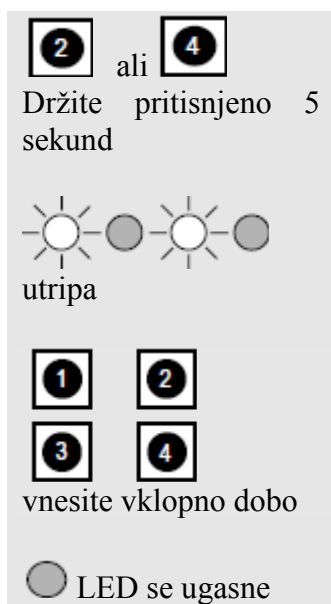 2 ali 4
Držite pritisnjeno 5
sekund
utripa
1 2
3 4
vnesite vklopno dobo
LED se ugasne